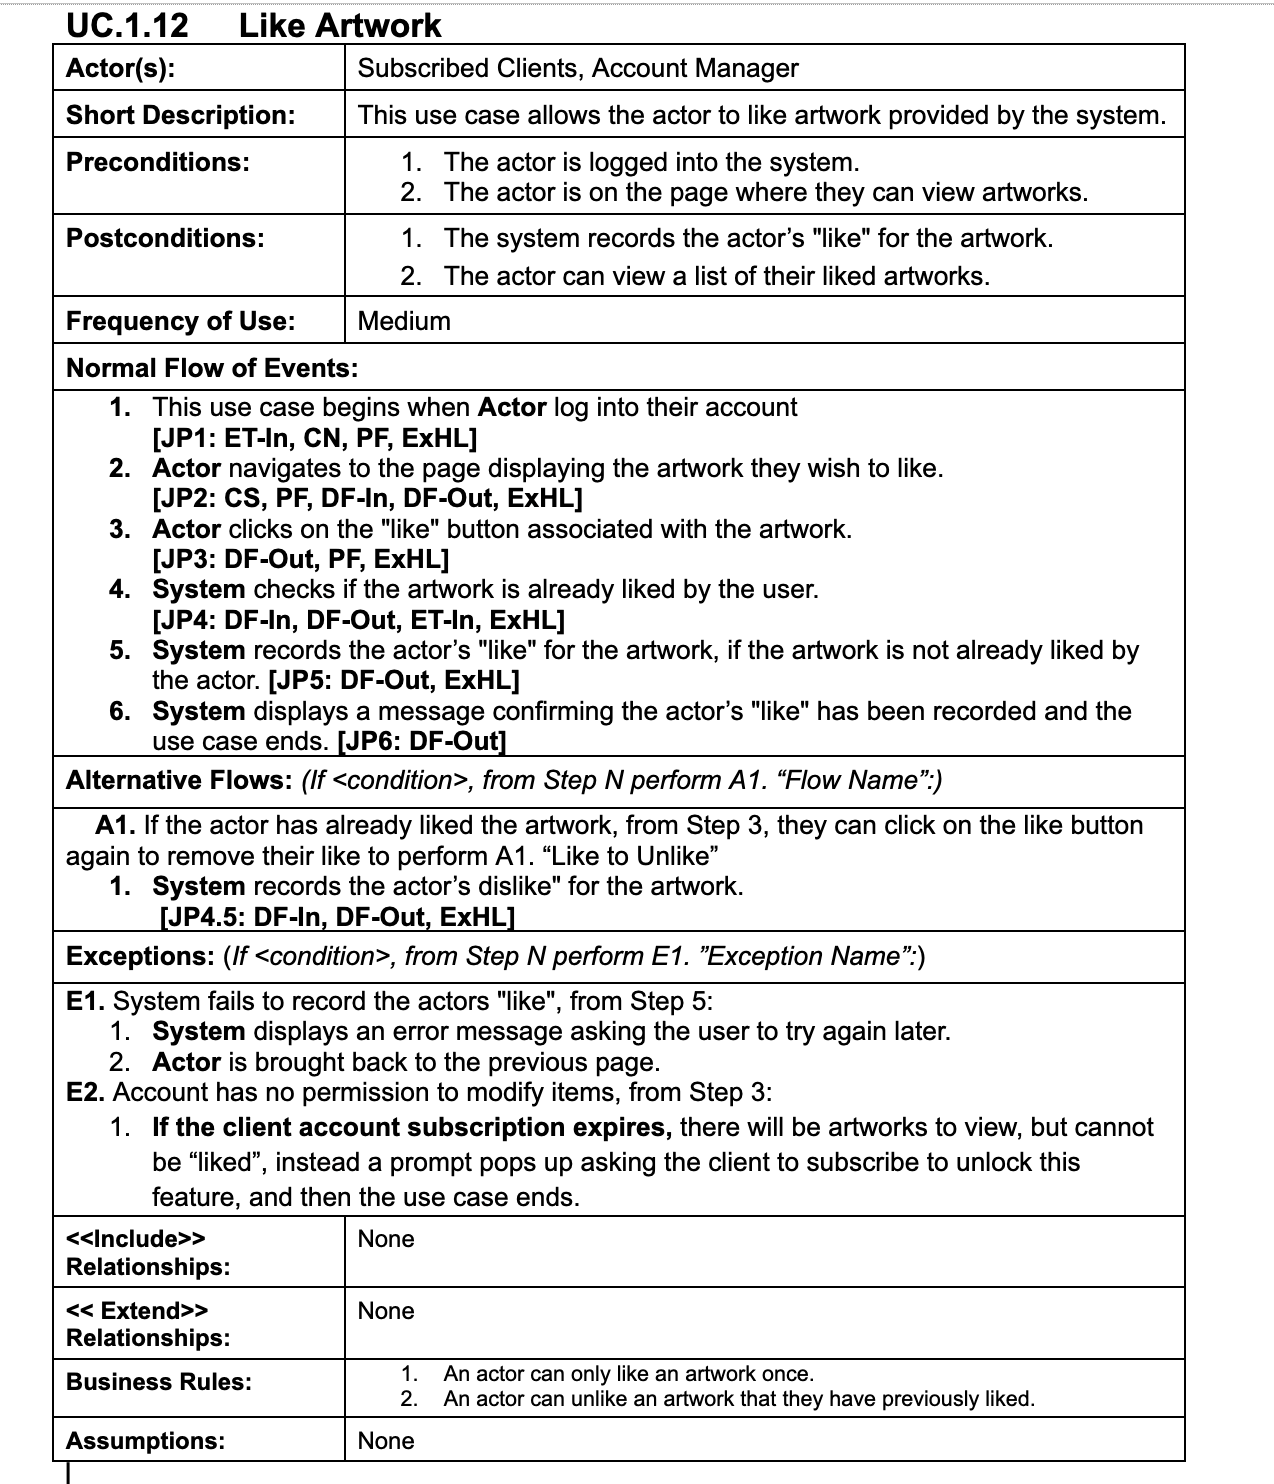 UC.1.12 Like Artwork
Actor(s): Subscribed Clients, Account Manager
Short Description: This use case allows the actor to like artwork provided by the system.
Preconditions: 1. The actor is logged into the system.
2. The actor is on the page where they can view artworks.
Postconditions: 1. The system records the actor’s "like" for the artwork.
2. The actor can view a list of their liked artworks.
Frequency of Use: Medium
Normal Flow of Events:
1. This use case begins when Actor log into their account
[JP1: ET-In, CN, PF, ExHL]
2. Actor navigates to the page displaying the artwork they wish to like.
[JP2: CS, PF, DF-In, DF-Out, ExHL]
3. Actor clicks on the "like" button associated with the artwork.
[JP3: DF-Out, PF, ExHL]
4. System checks if the artwork is already liked by the user.
[JP4: DF-In, DF-Out, ET-In, ExHL]
5. System records the actor’s "like" for the artwork, if the artwork is not already liked by
the actor. [JP5: DF-Out, ExHL]
6. System displays a message confirming the actor’s "like" has been recorded and the
use case ends. [JP6: DF-Out]
Alternative Flows: (If <condition>, from Step N perform A1. “Flow Name”:)
A1. If the actor has already liked the artwork, from Step 3, they can click on the like button
again to remove their like to perform A1. “Like to Unlike”
1. System records the actor’s dislike" for the artwork.
[JP4.5: DF-In, DF-Out, ExHL]
Exceptions: (If <condition>, from Step N perform E1. ”Exception Name”:)
E1. System fails to record the actors "like", from Step 5:
1. System displays an error message asking the user to try again later.
2. Actor is brought back to the previous page.
E2. Account has no permission to modify items, from Step 3:
1. If the client account subscription expires, there will be artworks to view, but cannot
be “liked”, instead a prompt pops up asking the client to subscribe to unlock this
feature, and then the use case ends.
<<Include>> None
Relationships:
<< Extend>> None
Relationships:
Business Rules: 1. An actor can only like an artwork once.
2. An actor can unlike an artwork that they have previously liked.
Assumptions: None